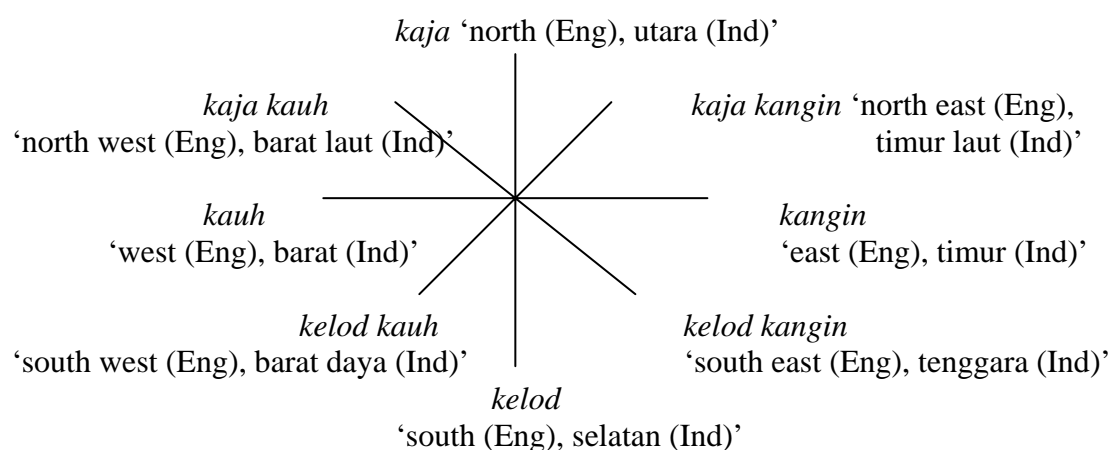 kaja ‘north (Eng), utara (Ind)’
kaja kauh
‘north west (Eng), barat laut (Ind)’
kaja kangin ‘north east (Eng),
timur laut (Ind)’
kauh
‘west (Eng), barat (Ind)’
kangin
‘east (Eng), timur (Ind)’
kelod kauh
‘south west (Eng), barat daya (Ind)’
kelod kangin
‘south east (Eng), tenggara (Ind)’
kelod
‘south (Eng), selatan (Ind)’